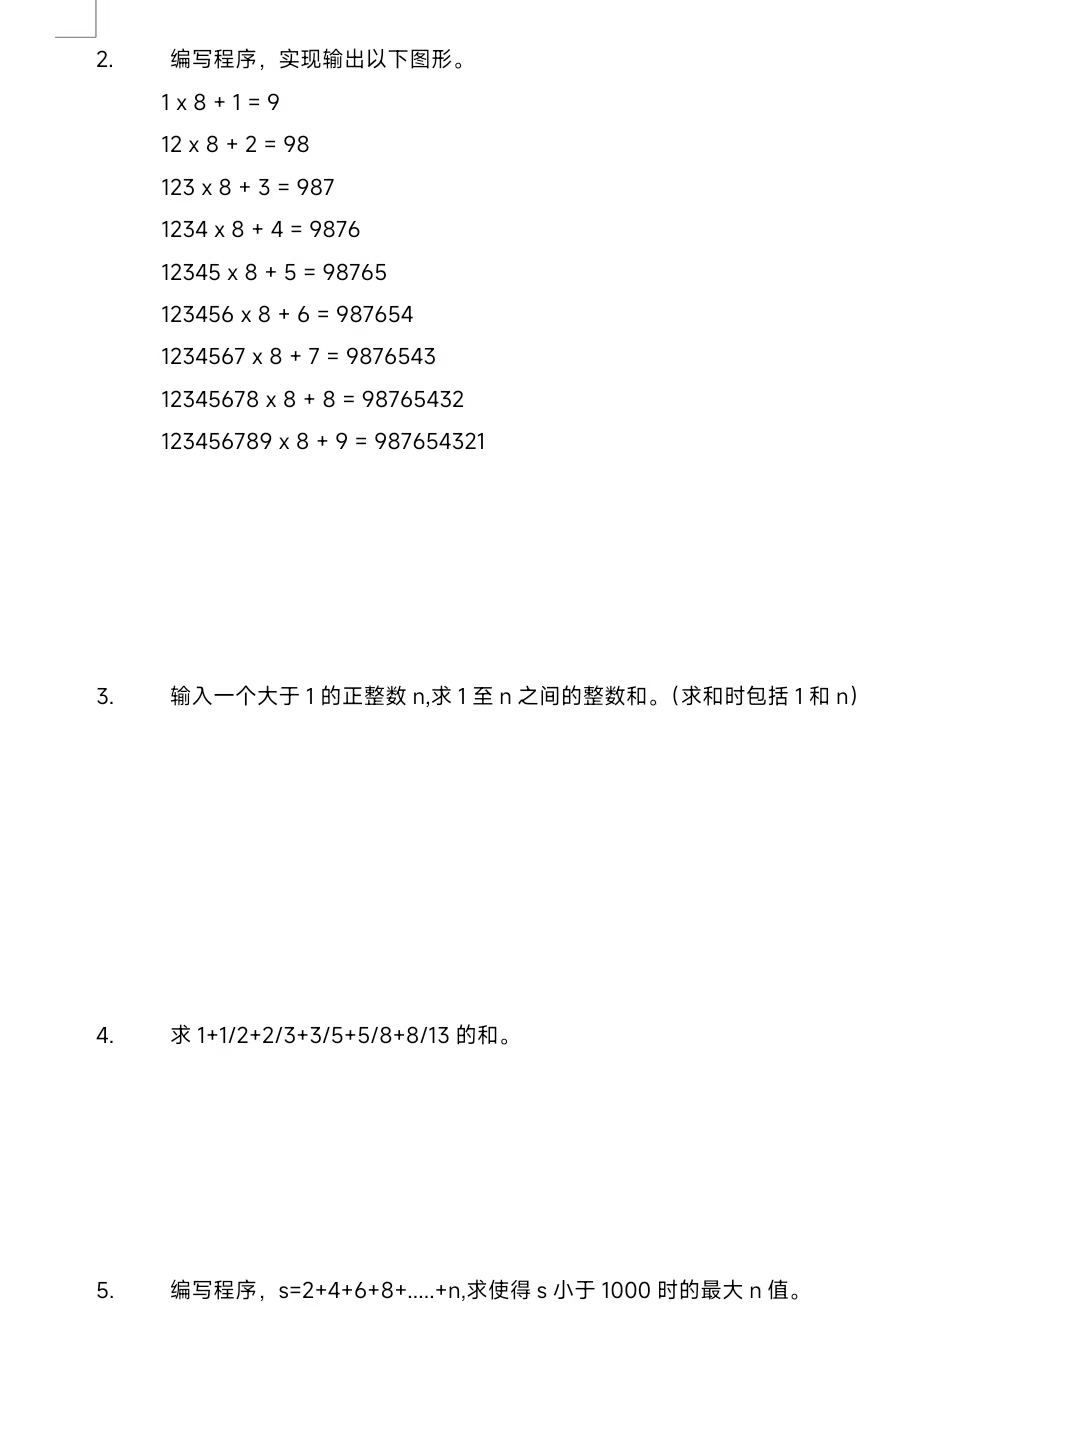 2. 编写程序，实现输出以下图形。
1 x 8 + 1 = 9
12 x 8 + 2 = 98
123 x 8 + 3 = 987
1234 x 8 + 4 = 9876
12345 x 8 + 5 = 98765
123456 x 8 + 6 = 987654
1234567 x 8 + 7 = 9876543
12345678 x 8 + 8 = 98765432
123456789 x 8 + 9 = 987654321
3. 输入一个大于 1 的正整数 n,求 1 至 n 之间的整数和。（求和时包括 1 和 n）
4. 求 1+1/2+2/3+3/5+5/8+8/13 的和。
5. 编写程序，s=2+4+6+8+.....+n,求使得 s 小于 1000 时的最大 n 值。